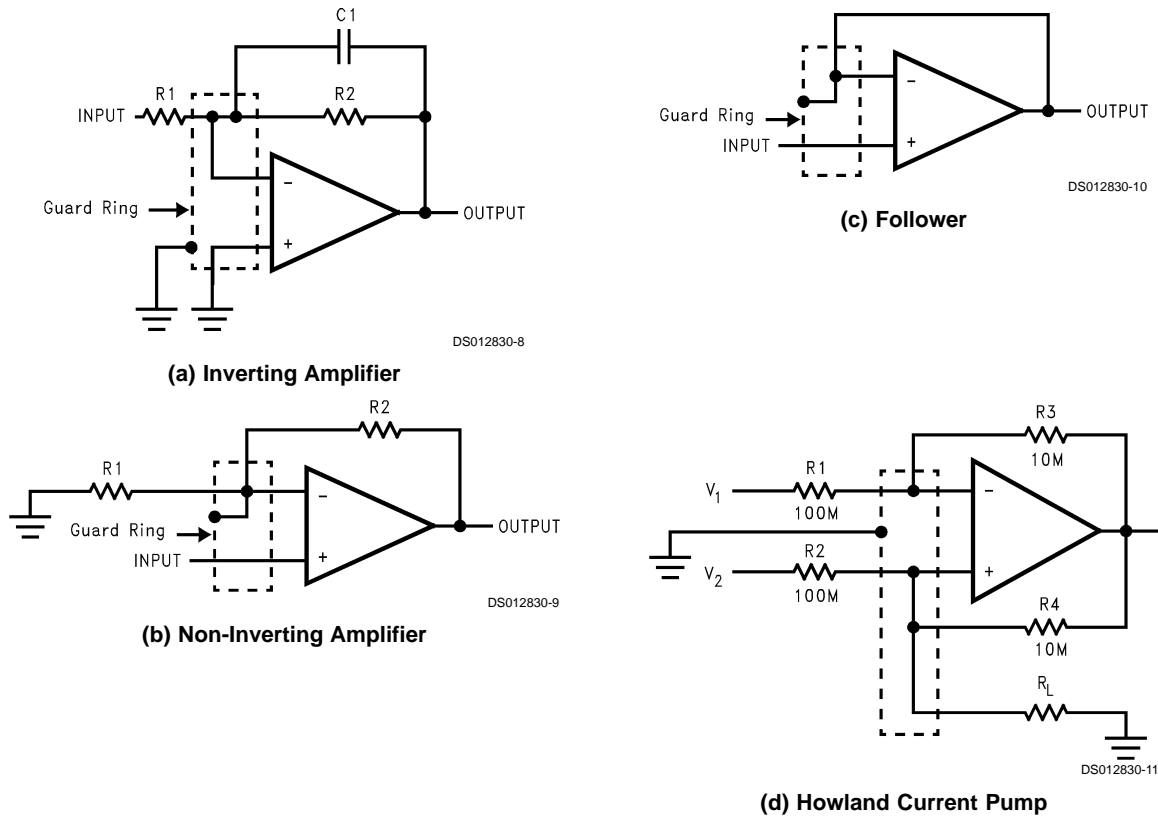 C1
R1
R2
INPUT
−
Guard Ring
OUTPUT
+
DS012830-8
(a) Inverting Amplifier
−
Guard Ring
OUTPUT
INPUT
+
DS012830-10
(c) Follower
R2
R1
−
Guard Ring
OUTPUT
INPUT
+
DS012830-9
(b) Non-Inverting Amplifier
R3
10M
R1
V1
−
100M
R2
V2
+
100M
R4
10M
RL
DS012830-11
(d) Howland Current Pump